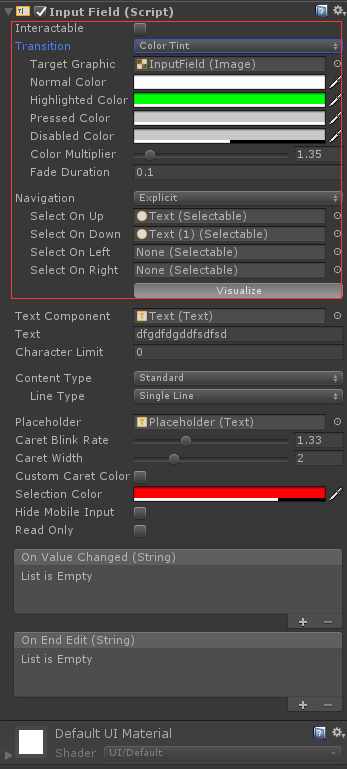 Input Field (Script)
Interactable
Transition Color Tint
Target Graphic InputField (Image)
Normal Color
Highlighted Color
Pressed Color
Disabled Color
Color Multiplier 1.35
Fade Duration 0.1
Navigation Explicit
Select On Up Text (Selectable)
Select On Down Text (1) (Selectable)
Select On Left None (Selectable)
Select On Right None (Selectable)
Visualize
Text Component Text (Text)
Text dfgdfdgddfsdfsd
Character Limit 0
Content Type Standard
Line Type Single Line
Placeholder Placeholder (Text)
Caret Blink Rate 1.33
Caret Width 2
Custom Caret Color
Selection Color
Hide Mobile Input
Read Only
On Value Changed (String)
List is Empty
On End Edit (String)
List is Empty
Default UI Material
Shader UI/Default